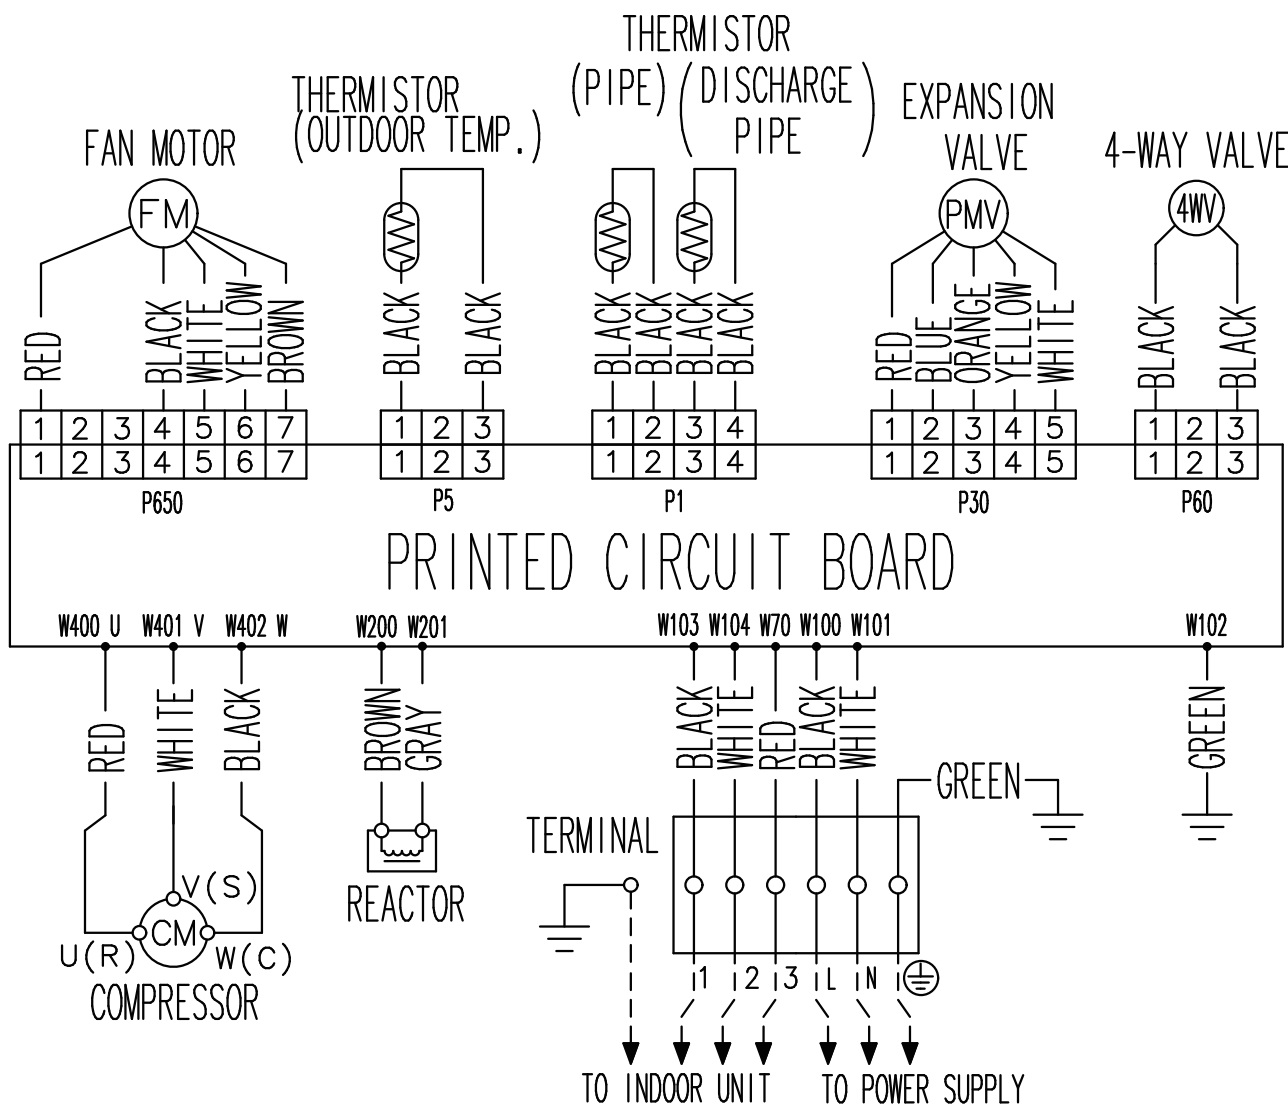 THERMISTOR
(PIPE) (DISCHARGE
PIPE)
THERMISTOR
(OUTDOOR TEMP.)
EXPANSION
VALVE
FAN MOTOR
4-WAY VALVE
FM
PMV
4WV
RED BLACK WHITE YELLOW BROWN
BLACK BLACK
BLACK BLACK BLACK BLACK
RED BLUE ORANGE YELLOW WHITE
BLACK BLACK
1 2 3 4 5 6 7
1 2 3
1 2 3 4
1 2 3 4 5
1 2 3
1 2 3 4 5 6 7
1 2 3
1 2 3 4
1 2 3 4 5
1 2 3
P650
P5
P1
P30
P60
PRINTED CIRCUIT BOARD
W400 U W401 V W402 W
W200 W201
W103 W104 W70 W100 W101
W102
RED WHITE BLACK
BROWN GRAY
BLACK WHITE RED BLACK WHITE
GREEN
GREEN
TERMINAL
REACTOR
V(S)
CM
U(R)
W(C)
COMPRESSOR
1 2 3 L N
TO INDOOR UNIT
TO POWER SUPPLY